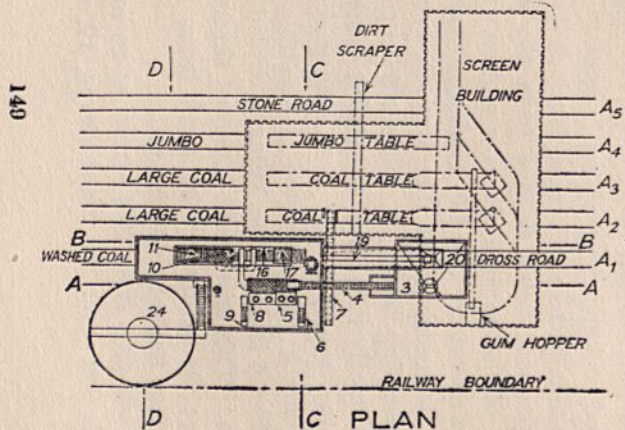 149
DIRT
SCRAPER
D C
SCREEN
BUILDING
STONE ROAD A5
JUMBO JUMBO TABLE A4
LARGE COAL COAL TABLE A3
LARGE COAL COAL TABLE A2
B 19 B
WASHED COAL 11 10 16 17 20 DROSS ROAD A1
A 3 A
24 9 8 5 6 7 4
GUM HOPPER
RAILWAY BOUNDARY
D C PLAN